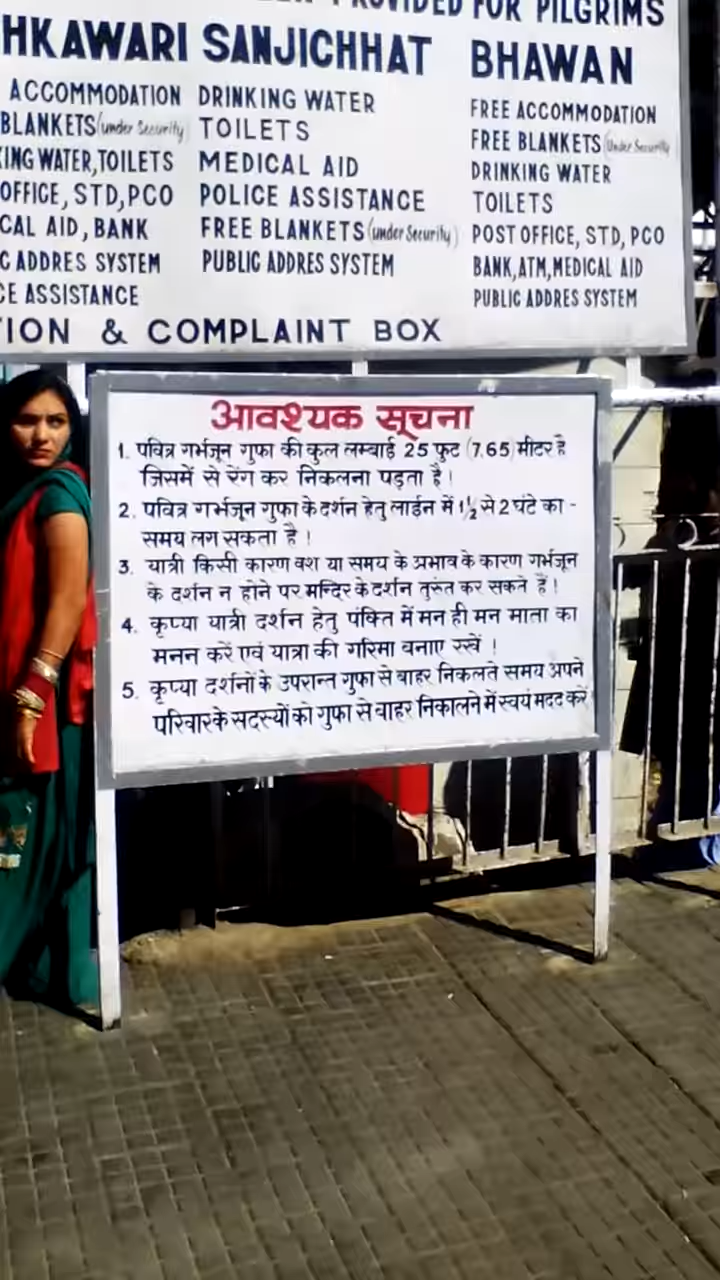 PROVIDED FOR PILGRIMS
HKAWARI SANJICHHAT BHAWAN
ACCOMMODATION
BLANKETS (under Security)
KING WATER, TOILETS
OFFICE, STD, PCO
CAL AID, BANK
C ADDRES SYSTEM
CE ASSISTANCE
DRINKING WATER
TOILETS
MEDICAL AID
POLICE ASSISTANCE
FREE BLANKETS (under Security)
PUBLIC ADDRES SYSTEM
FREE ACCOMMODATION
FREE BLANKETS (Under Security)
DRINKING WATER
TOILETS
POST OFFICE, STD, PCO
BANK, ATM, MEDICAL AID
PUBLIC ADDRES SYSTEM
TION & COMPLAINT BOX
आवश्यक सूचना
1. पवित्र गर्भजून गुफा की कुल लम्बाई 25 फुट (7.65) मीटर है
जिसमें से रेंग कर निकलना पड़ता है।
2. पवित्र गर्भजून गुफा के दर्शन हेतु लाईन में 1½ से 2 घंटे का -
समय लग सकता है।
3. यात्री किसी कारण वश या समय के प्रभाव के कारण गर्भजून
के दर्शन न होने पर मन्दिर के दर्शन तुरंत कर सकते हैं!
4. कृप्या यात्री दर्शन हेतु पंक्ति में मन ही मन माता का
मनन करें एवं यात्रा की गरिमा बनाए रखें !
5. कृप्या दर्शनों के उपरान्त गुफा से बाहर निकलते समय अपने
परिवार के सदस्यों को गुफा से बाहर निकालने में स्वयं मदद करें